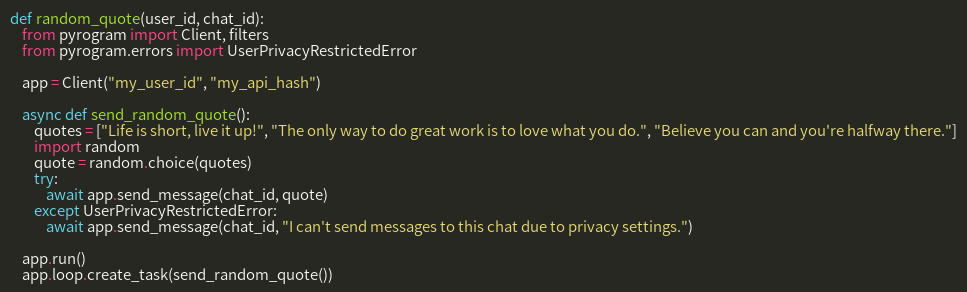 def random_quote(user_id, chat_id):
    from pyrogram import Client, filters
    from pyrogram.errors import UserPrivacyRestrictedError

    app = Client("my_user_id", "my_api_hash")

    async def send_random_quote():
        quotes = ["Life is short, live it up!", "The only way to do great work is to love what you do.", "Believe you can and you're halfway there."]
        import random
        quote = random.choice(quotes)
        try:
            await app.send_message(chat_id, quote)
        except UserPrivacyRestrictedError:
            await app.send_message(chat_id, "I can't send messages to this chat due to privacy settings.")

    app.run()
    app.loop.create_task(send_random_quote())